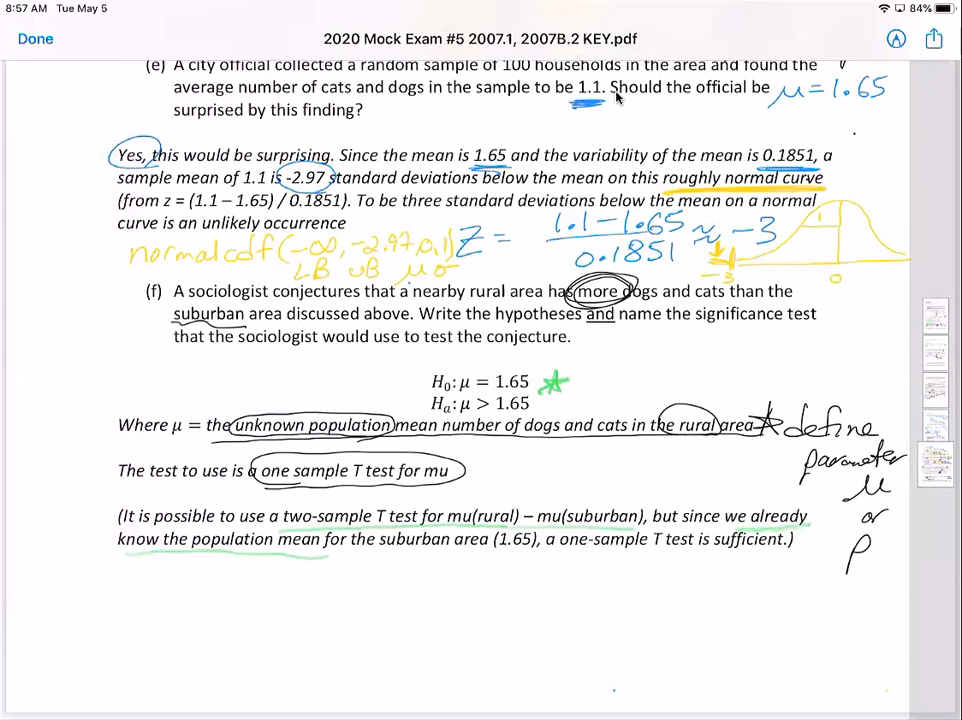 8:57 AM Tue May 5
84%
Done
2020 Mock Exam #5 2007.1, 2007B.2 KEY.pdf
(e) A city official collected a random sample of 100 households in the area and found the
average number of cats and dogs in the sample to be 1.1. Should the official be
surprised by this finding?
μ = 1.65
Yes, this would be surprising. Since the mean is 1.65 and the variability of the mean is 0.1851, a
sample mean of 1.1 is -2.97 standard deviations below the mean on this roughly normal curve
(from z = (1.1 – 1.65) / 0.1851). To be three standard deviations below the mean on a normal
curve is an unlikely occurrence
normalcdf(-∞, -2.97, 0, 1)
LB UB μ σ
Z = 1.1 - 1.65
0.1851
≈ -3
1
-3
0
(f) A sociologist conjectures that a nearby rural area has more dogs and cats than the
suburban area discussed above. Write the hypotheses and name the significance test
that the sociologist would use to test the conjecture.
H₀: μ = 1.65
Hₐ: μ > 1.65
Where μ = the unknown population mean number of dogs and cats in the rural area
define
parameter
μ
or
p
The test to use is a one sample T test for mu
(It is possible to use a two-sample T test for mu(rural) – mu(suburban), but since we already
know the population mean for the suburban area (1.65), a one-sample T test is sufficient.)